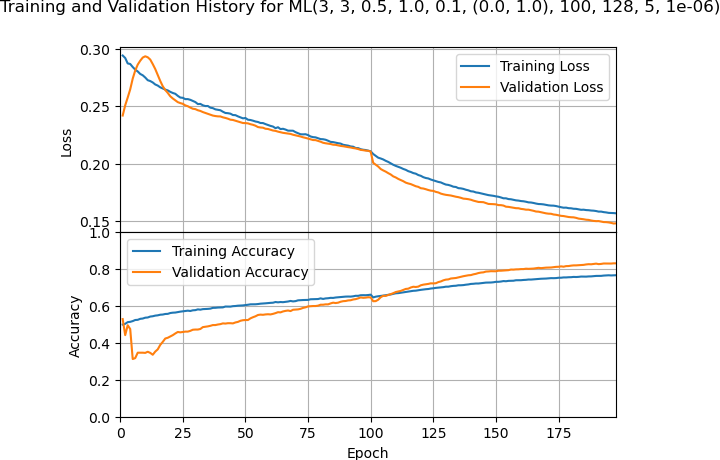 Training and Validation History for ML(3, 3, 0.5, 1.0, 0.1, (0.0, 1.0), 100, 128, 5, 1e-06)
0.30
0.25
0.20
0.15
Loss
Training Loss
Validation Loss
1.0
0.8
0.6
0.4
0.2
0.0
Accuracy
Training Accuracy
Validation Accuracy
0 25 50 75 100 125 150 175
Epoch